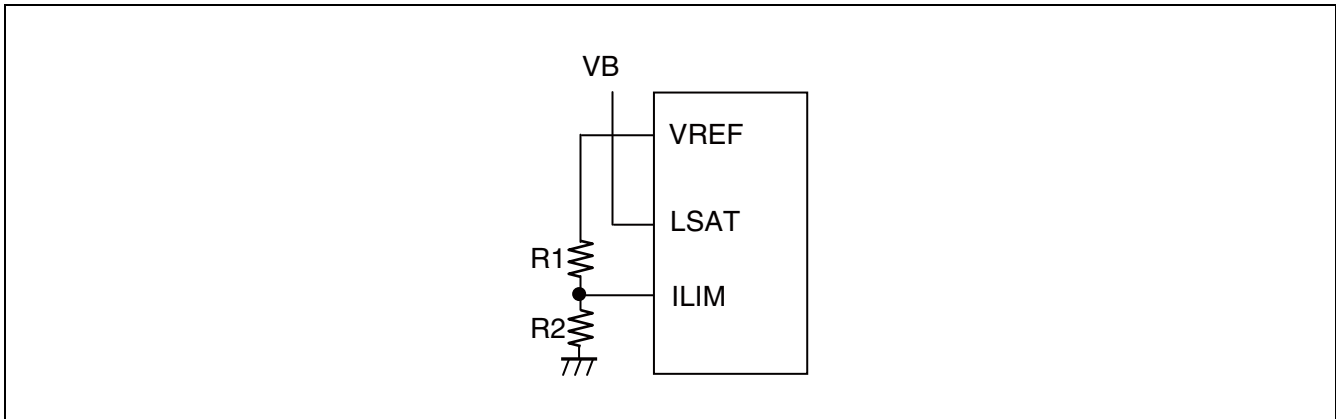 VB
VREF
LSAT
R1
ILIM
R2